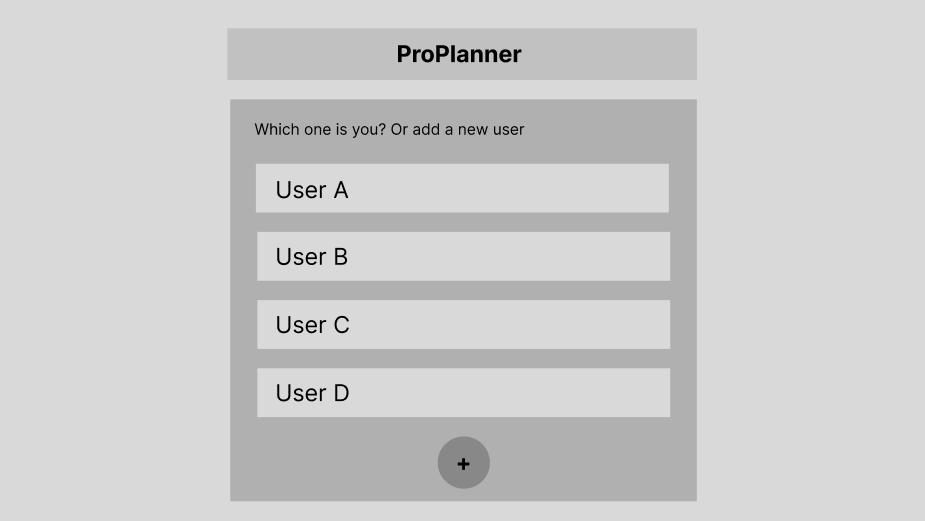 ProPlanner
Which one is you? Or add a new user
User A
User B
User C
User D
+